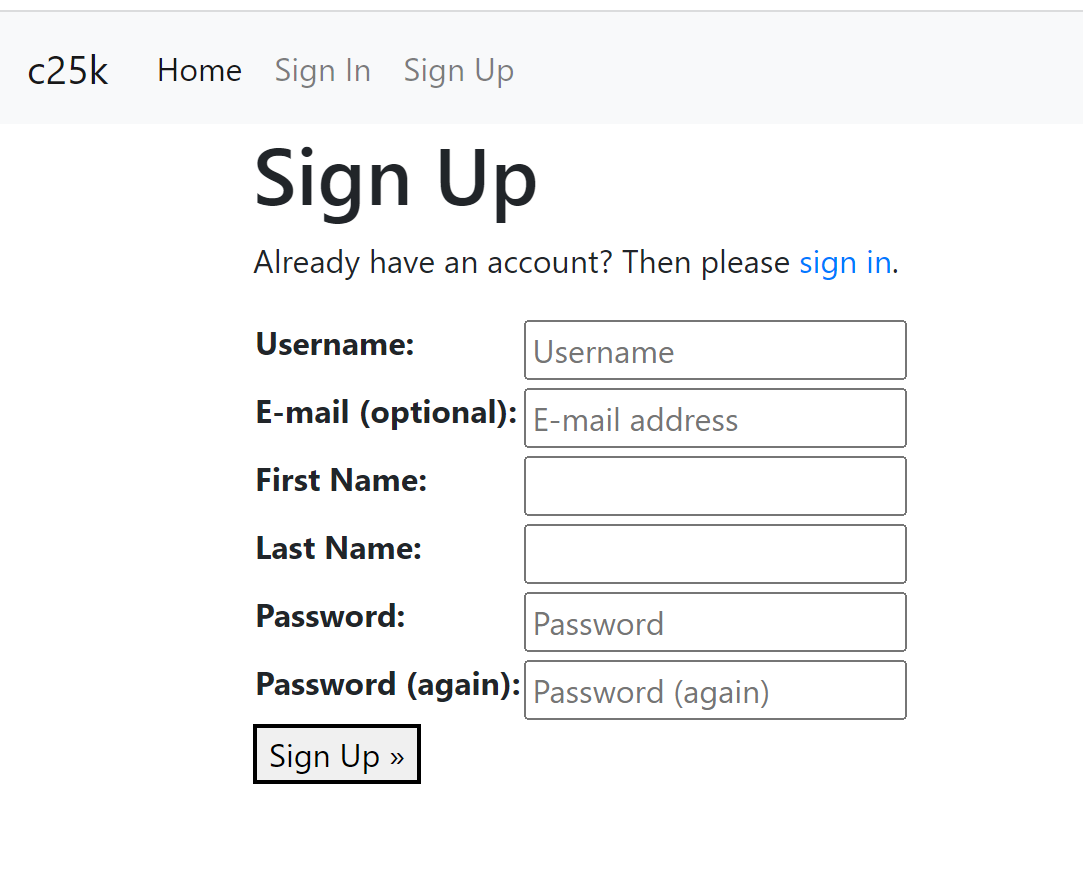 c25k Home Sign In Sign Up
Sign Up
Already have an account? Then please sign in.
Username: Username
E-mail (optional): E-mail address
First Name:
Last Name:
Password: Password
Password (again): Password (again)
Sign Up »